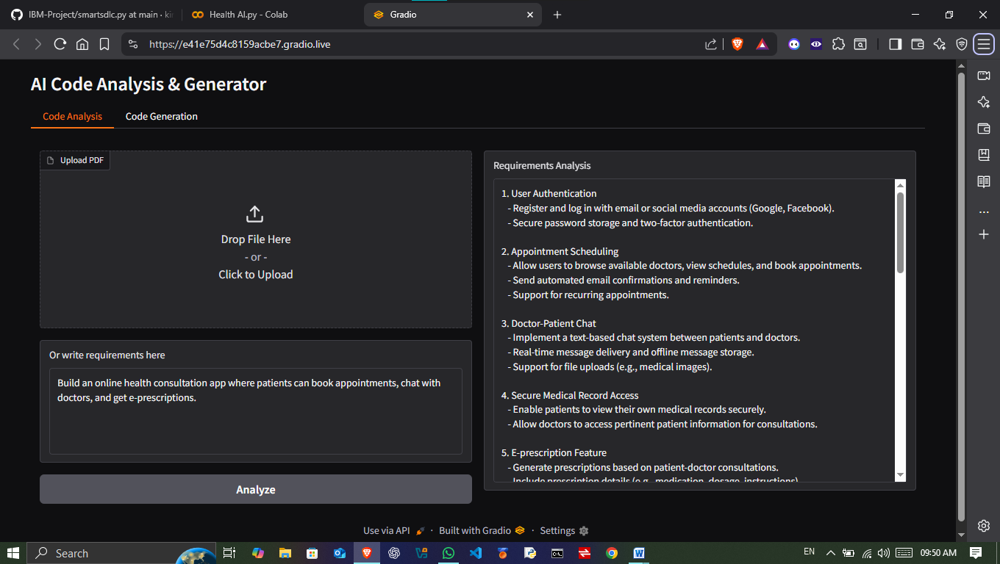 IBM-Project/smartsdlc.py at main · ki
Health AI.py - Colab
Gradio
https://e41e75d4c8159acbe7.gradio.live
AI Code Analysis & Generator
Code Analysis
Code Generation
Upload PDF
Drop File Here
- or -
Click to Upload
Or write requirements here
Build an online health consultation app where patients can book appointments, chat with
doctors, and get e-prescriptions.
Analyze
Requirements Analysis
1. User Authentication
- Register and log in with email or social media accounts (Google, Facebook).
- Secure password storage and two-factor authentication.
2. Appointment Scheduling
- Allow users to browse available doctors, view schedules, and book appointments.
- Send automated email confirmations and reminders.
- Support for recurring appointments.
3. Doctor-Patient Chat
- Implement a text-based chat system between patients and doctors.
- Real-time message delivery and offline message storage.
- Support for file uploads (e.g., medical images).
4. Secure Medical Record Access
- Enable patients to view their own medical records securely.
- Allow doctors to access pertinent patient information for consultations.
5. E-prescription Feature
- Generate prescriptions based on patient-doctor consultations.
- Include prescription details (e.g., medication, dosage, instructions)
Use via API · Built with Gradio · Settings
Search
EN
09:50 AM